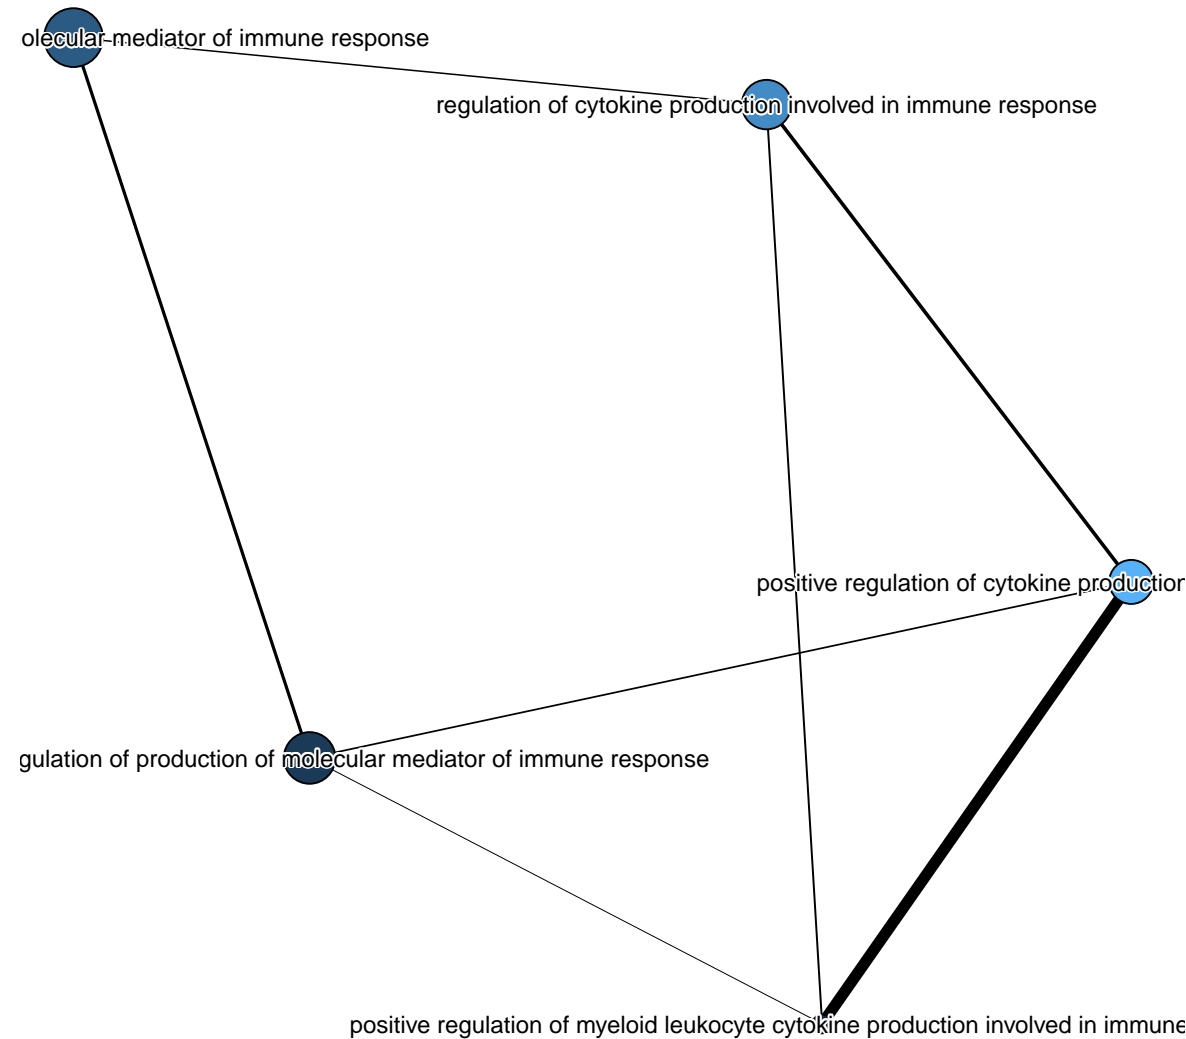 olecular mediator of immune response
regulation of cytokine production involved in immune response
positive regulation of cytokine production
gulation of production of molecular mediator of immune response
positive regulation of myeloid leukocyte cytokine production involved in immune